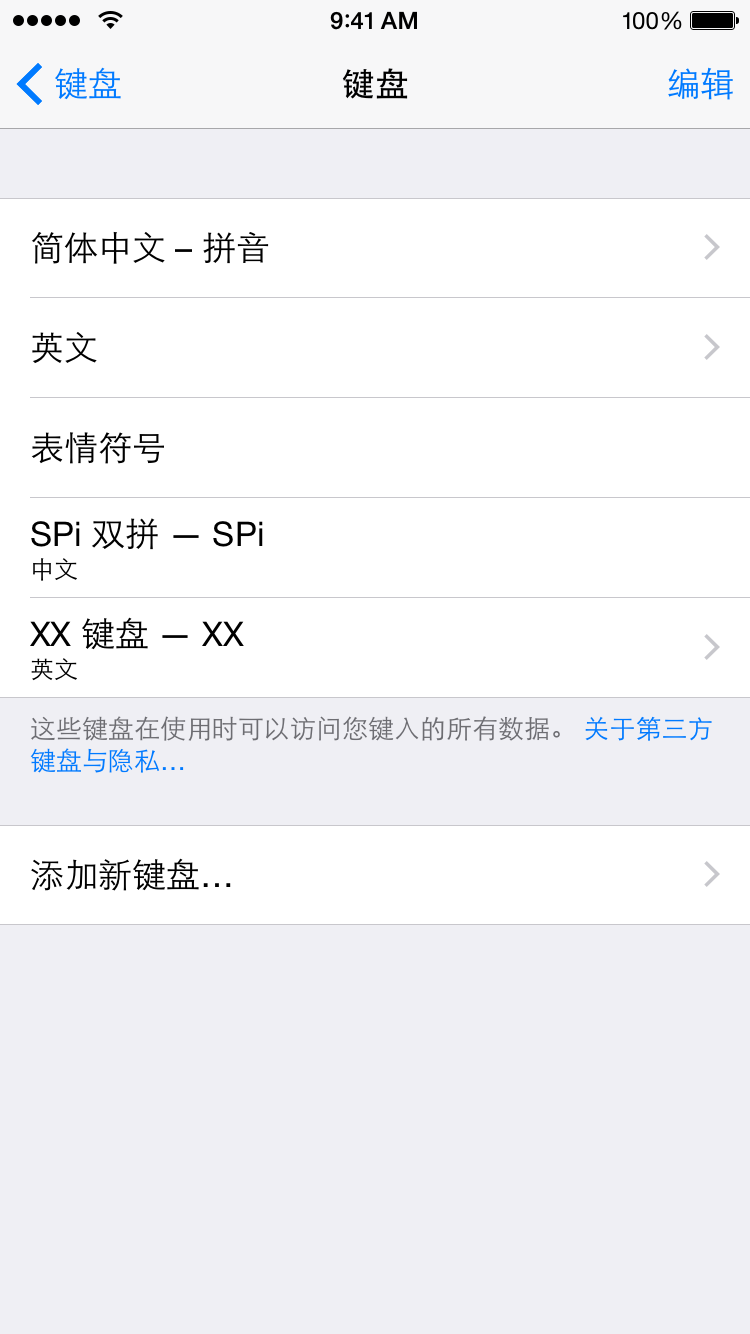 9:41 AM
100%
键盘
键盘
编辑
简体中文 – 拼音
英文
表情符号
SPi 双拼 — SPi
中文
XX 键盘 — XX
英文
这些键盘在使用时可以访问您键入的所有数据。 关于第三方
键盘与隐私...
添加新键盘...